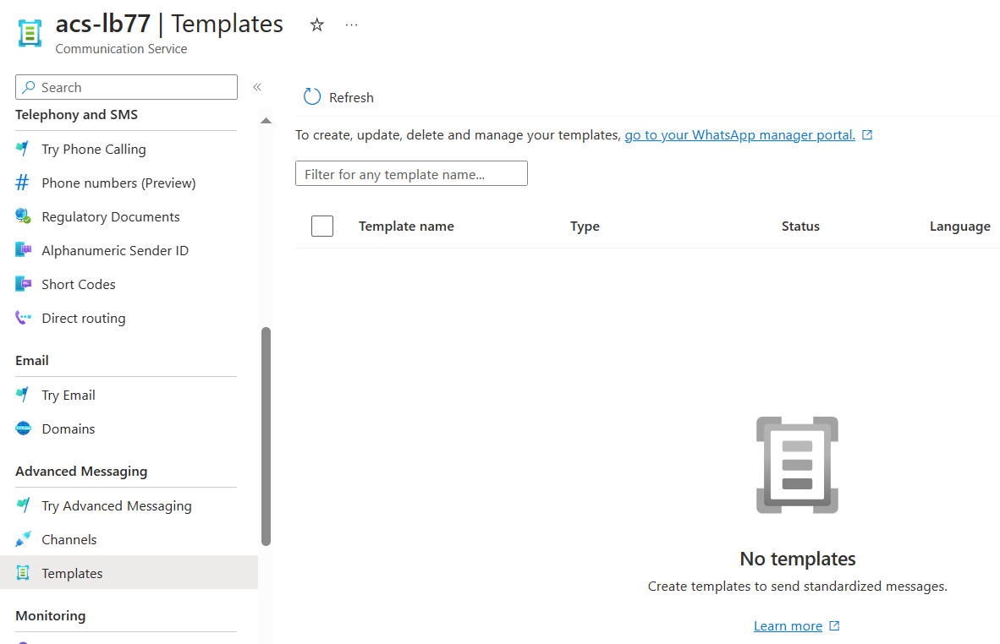 acs-lb77 | Templates
Communication Service
Search
Telephony and SMS
Try Phone Calling
Phone numbers (Preview)
Regulatory Documents
Alphanumeric Sender ID
Short Codes
Direct routing
Email
Try Email
Domains
Advanced Messaging
Try Advanced Messaging
Channels
Templates
Monitoring
Refresh
To create, update, delete and manage your templates, go to your WhatsApp manager portal.
Filter for any template name...
Template name Type Status Language
No templates
Create templates to send standardized messages.
Learn more